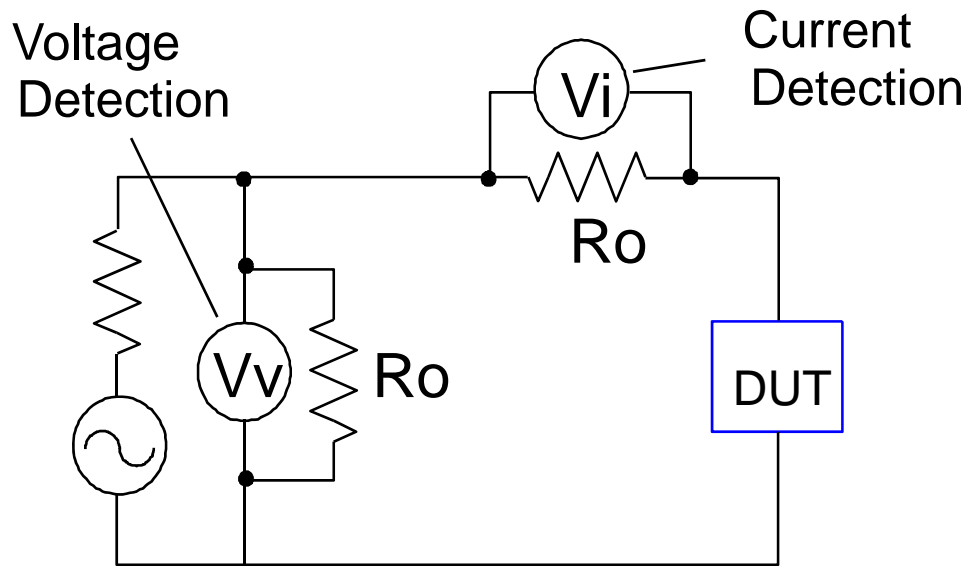 Voltage
Detection
Current
Detection
Vi
Ro
Vv
Ro
DUT